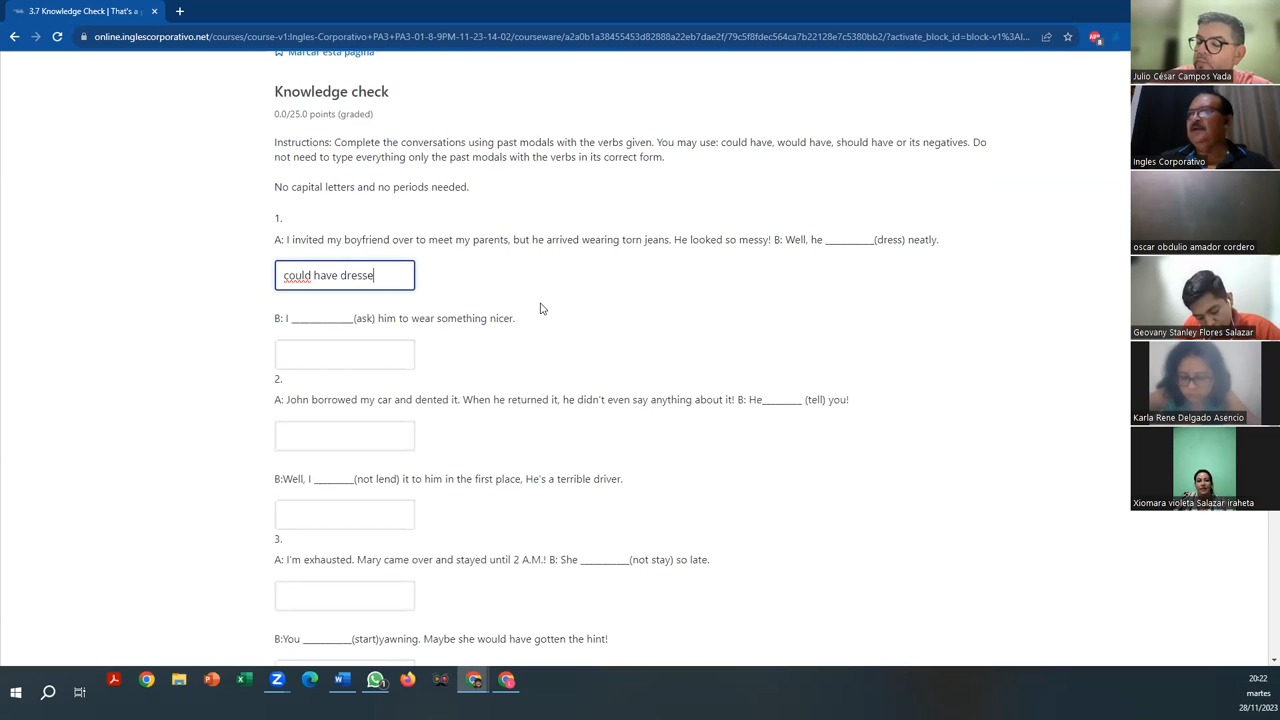 3.7 Knowledge Check | That's a
online.inglescorporativo.net/courses/course-v1:Ingles-Corporativo+PA3+PA3-01-8-9PM-11-23-14-02/courseware/a2a0b1a38455453d82888a22eb7dae2f/79c5f8fdec564ca7b22128e7c5380bb2/?activate_block_id=block-v1%3AI...
Marcar esta página
Knowledge check
0.0/25.0 points (graded)
Instructions: Complete the conversations using past modals with the verbs given. You may use: could have, would have, should have or its negatives. Do
not need to type everything only the past modals with the verbs in its correct form.
No capital letters and no periods needed.
1.
A: I invited my boyfriend over to meet my parents, but he arrived wearing torn jeans. He looked so messy! B: Well, he __________(dress) neatly.
could have dresse
B: I _____________(ask) him to wear something nicer.
2.
A: John borrowed my car and dented it. When he returned it, he didn't even say anything about it! B: He________ (tell) you!
B:Well, I ________(not lend) it to him in the first place, He's a terrible driver.
3.
A: I'm exhausted. Mary came over and stayed until 2 A.M.! B: She __________(not stay) so late.
B:You __________(start)yawning. Maybe she would have gotten the hint!
Julio César Campos Yada
Ingles Corporativo
oscar obdulio amador cordero
Geovany Stanley Flores Salazar
Karla Rene Delgado Asencio
Xiomara violeta Salazar iraheta
20:22
martes
28/11/2023